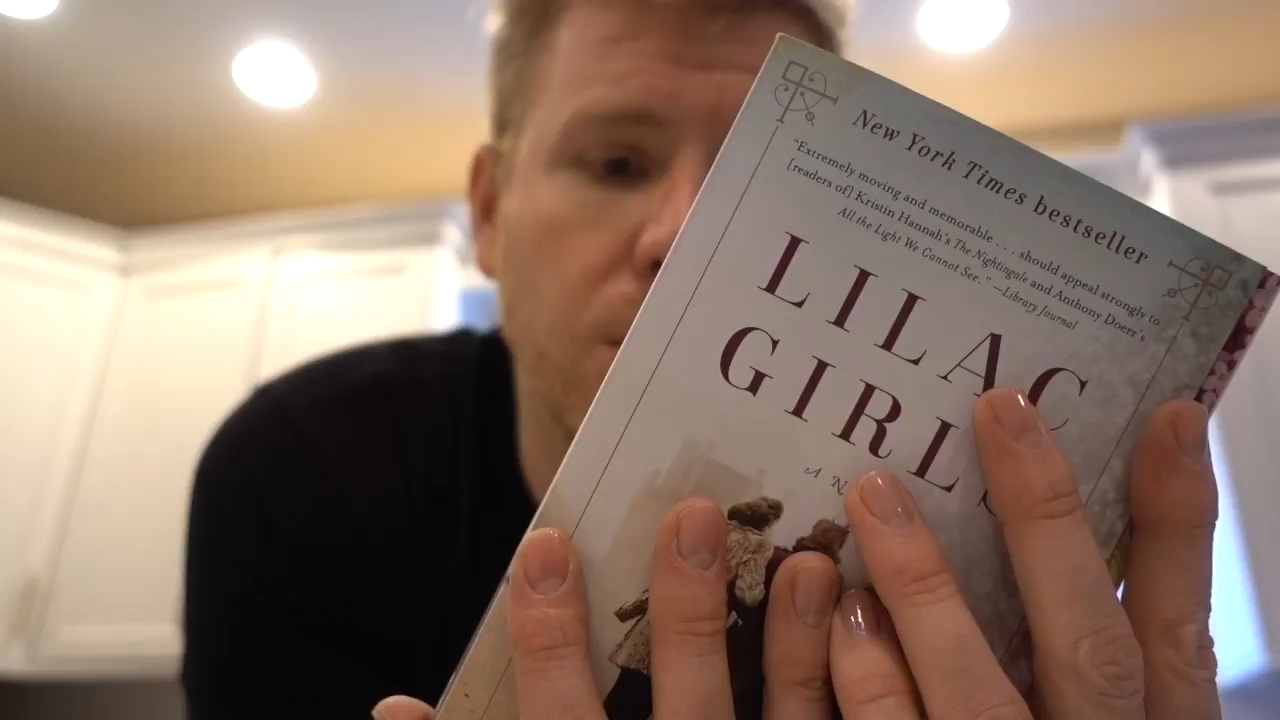 New York Times bestseller
"Extremely moving and memorable . . . should appeal strongly to
[readers of] Kristin Hannah's The Nightingale and Anthony Doerr's
All the Light We Cannot See." —Library Journal
LILAC
GIRLS
A N